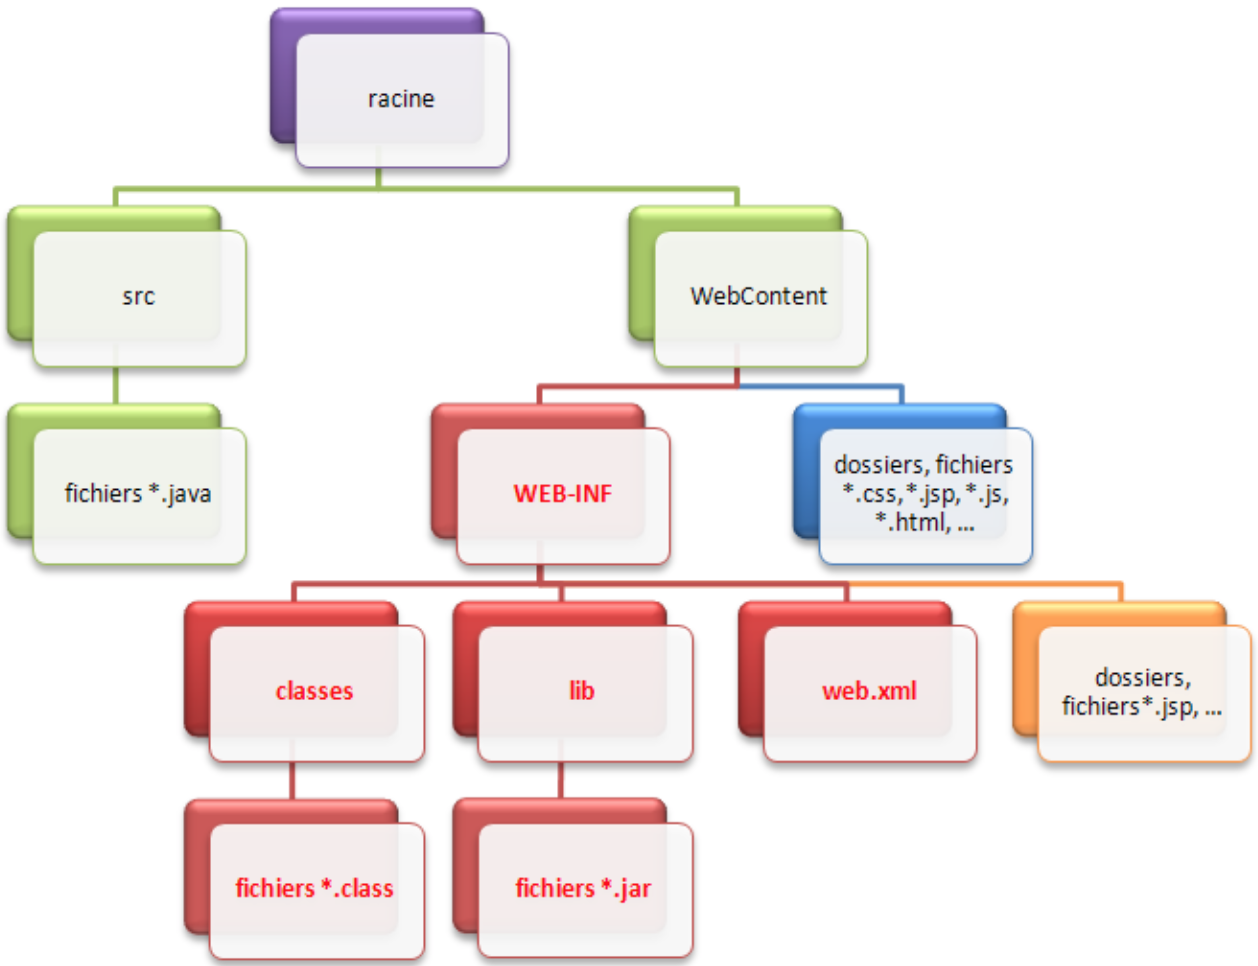 racine
src
WebContent
fichiers *.java
WEB-INF
dossiers, fichiers
*.css,*.jsp, *.js,
*.html, ...
classes
lib
web.xml
dossiers,
fichiers*.jsp, ...
fichiers *.class
fichiers *.jar